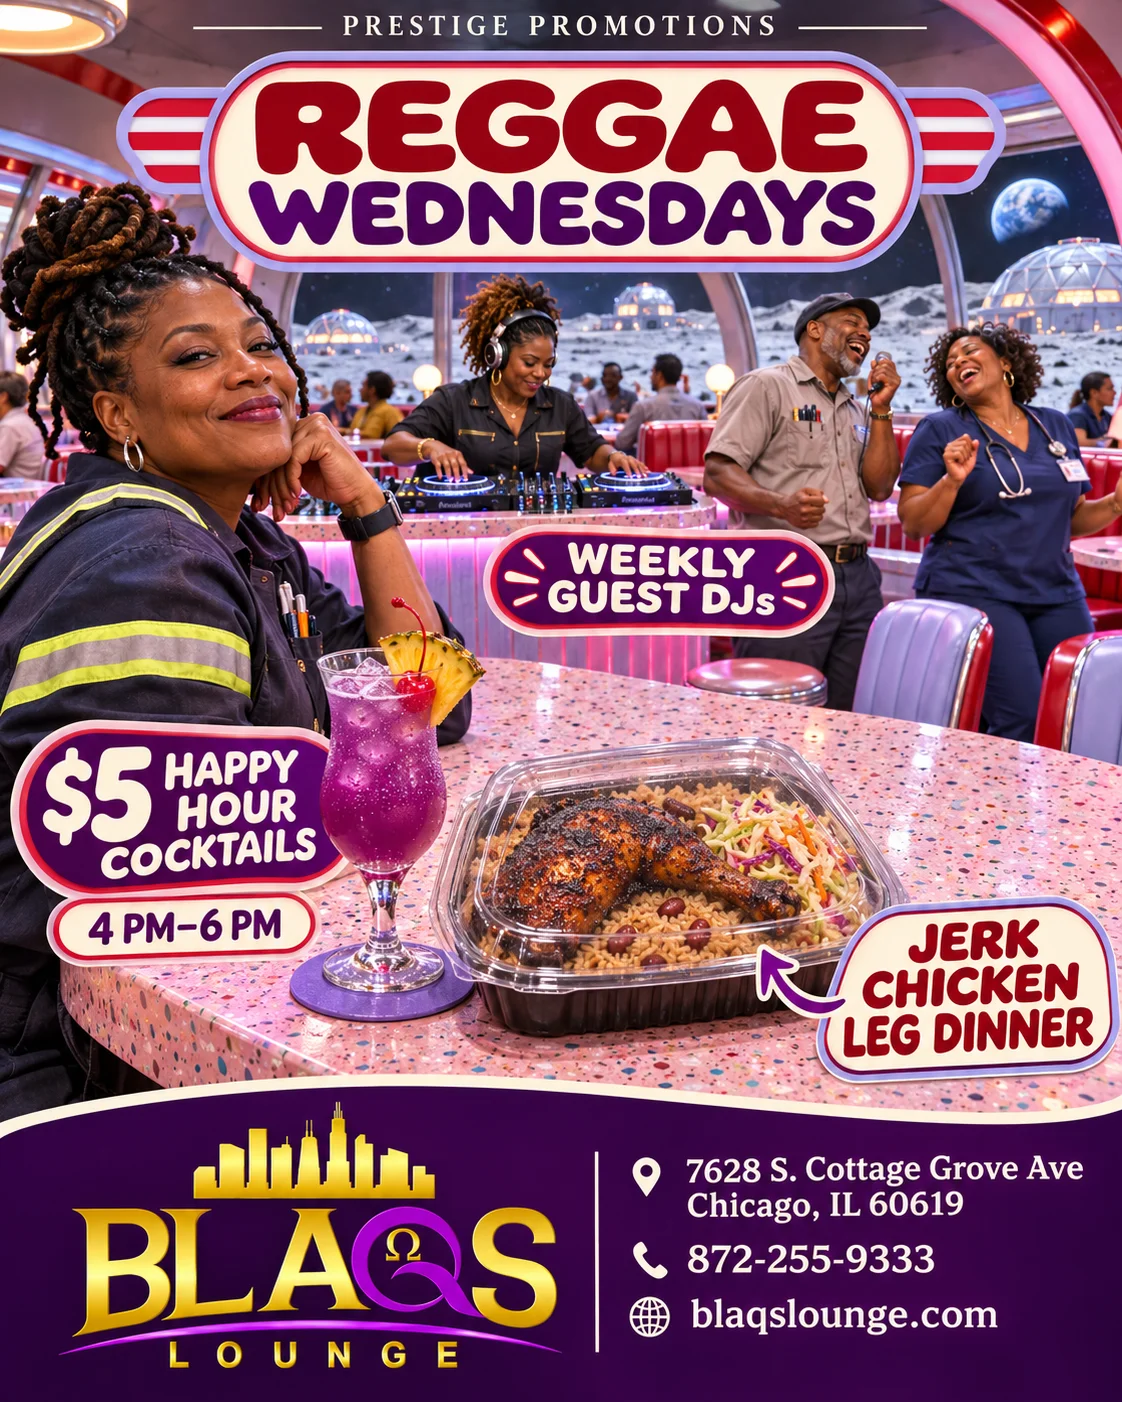 PRESTIGE PROMOTIONS
REGGAE
WEDNESDAYS
WEEKLY
GUEST DJs
$5 HAPPY
HOUR
COCKTAILS
4 PM–6 PM
JERK
CHICKEN
LEG DINNER
BLAQS
Ω
LOUNGE
7628 S. Cottage Grove Ave
Chicago, IL 60619
872-255-9333
blaqslounge.com